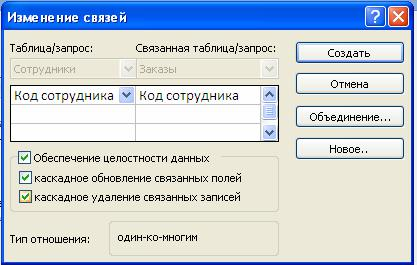 Изменение связей
Таблица/запрос: Связанная таблица/запрос:
Сотрудники Заказы
Код сотрудника Код сотрудника
Обеспечение целостности данных
каскадное обновление связанных полей
каскадное удаление связанных записей
Тип отношения: один-ко-многим
Создать
Отмена
Объединение...
Новое..